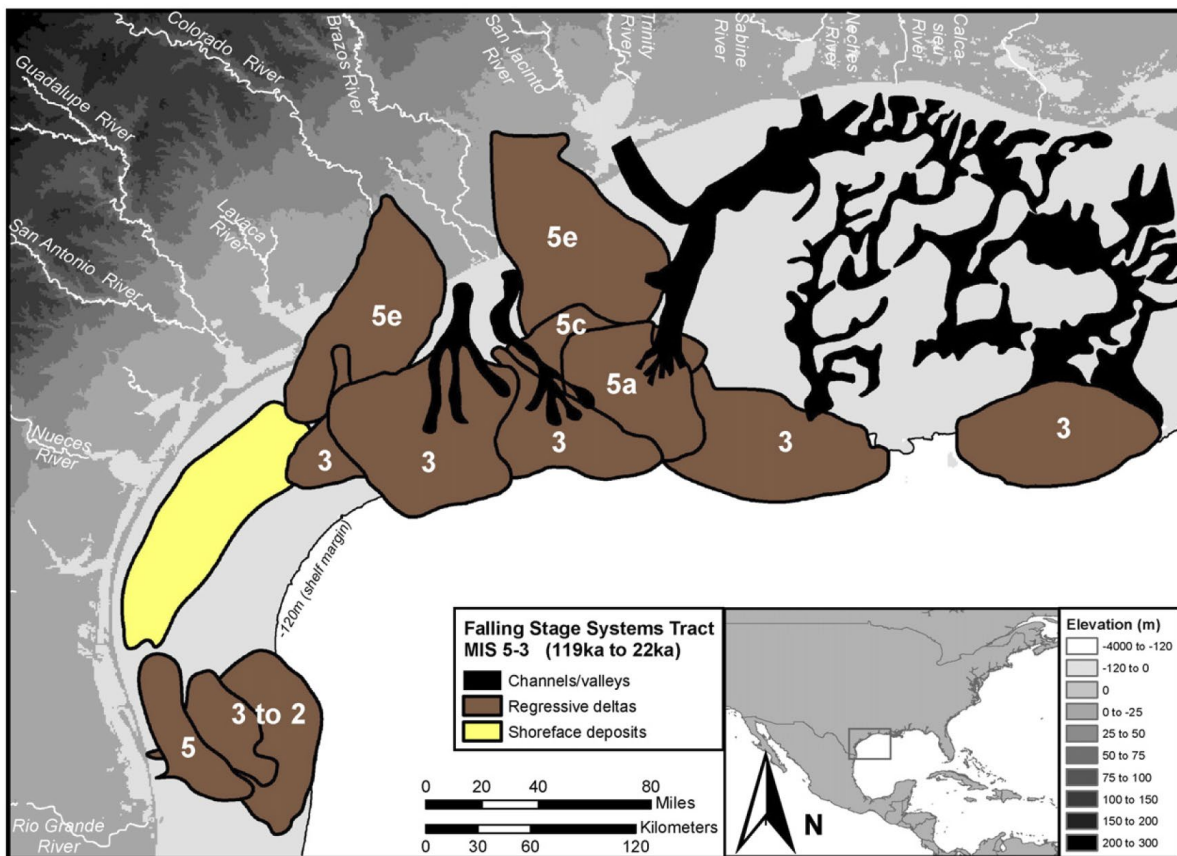 Colorado
River
Brazos River
San Jacinto
River
Trinity
River
Sabine
River
Neches
River
Calca-
sieu
River
Guadalupe River
Lavaca
River
San Antonio River
Nueces
River
Rio Grande
River
5e
5e
5c
5a
3
3
3
3
3
3 to 2
5
-120m (shelf margin)
Falling Stage Systems Tract
MIS 5-3 (119ka to 22ka)
Channels/valleys
Regressive deltas
Shoreface deposits
0 20 40 80
Miles
Kilometers
0 30 60 120
N
Elevation (m)
-4000 to -120
-120 to 0
0
0 to -25
25 to 50
50 to 75
75 to 100
100 to 150
150 to 200
200 to 300